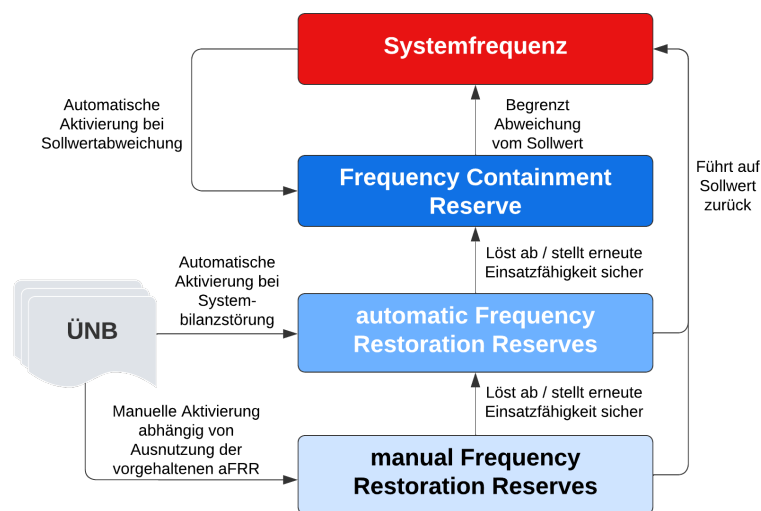 Systemfrequenz
Automatische
Aktivierung bei
Sollwertabweichung
Begrenzt
Abweichung
vom Sollwert
Führt auf
Sollwert
zurück
Frequency Containment
Reserve
Löst ab / stellt erneute
Einsatzfähigkeit sicher
Automatische
Aktivierung bei
System-
bilanzstörung
ÜNB
automatic Frequency
Restoration Reserves
Löst ab / stellt erneute
Einsatzfähigkeit sicher
Manuelle Aktivierung
abhängig von
Ausnutzung der
vorgehaltenen aFRR
manual Frequency
Restoration Reserves